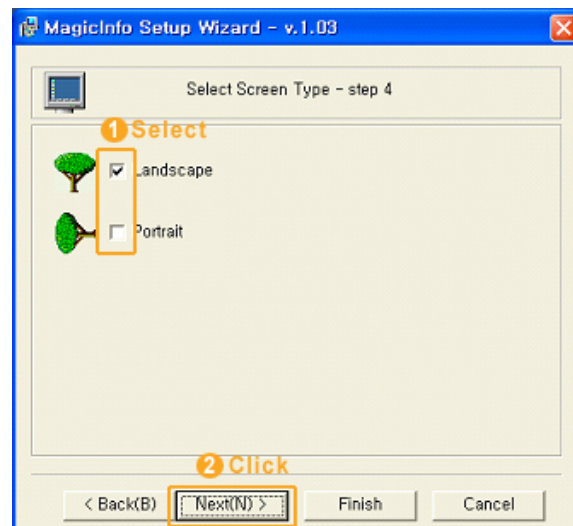 MagicInfo Setup Wizard - v.1.03
Select Screen Type - step 4
1 Select
Landscape
Portrait
2 Click
< Back(B) Next(N) > Finish Cancel